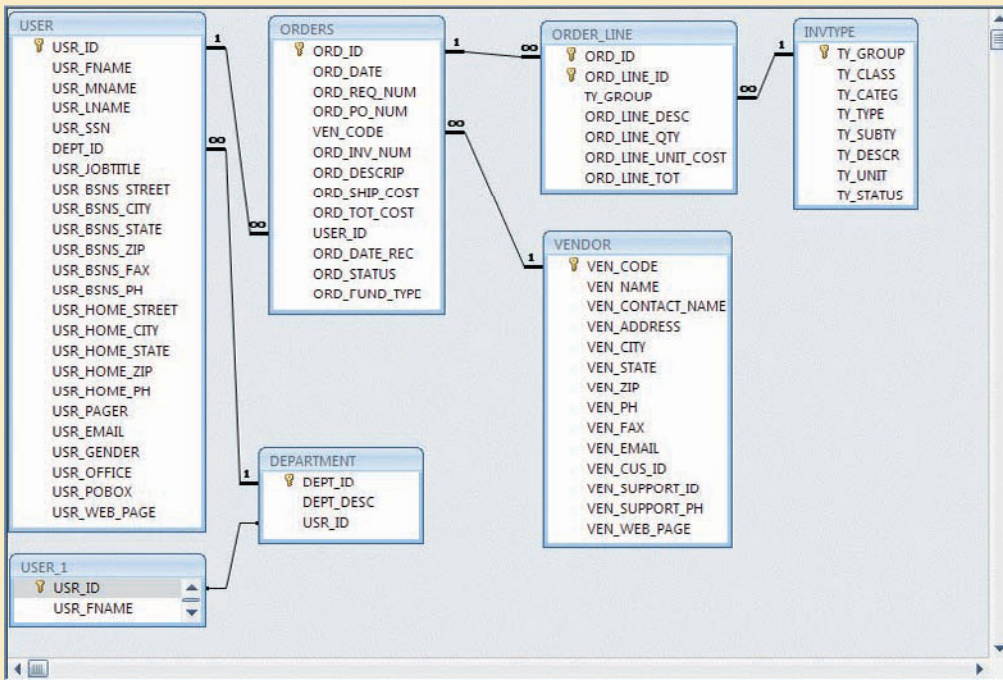 USER
USR_ID
USR_FNAME
USR_MNAME
USR_LNAME
USR_SSN
DEPT_ID
USR_JOBTITLE
USR_BSNS_STREET
USR_BSNS_CITY
USR_BSNS_STATE
USR_BSNS_ZIP
USR_BSNS_FAX
USR_BSNS_PH
USR_HOME_STREET
USR_HOME_CITY
USR_HOME_STATE
USR_HOME_ZIP
USR_HOME_PH
USR_PAGER
USR_EMAIL
USR_GENDER
USR_OFFICE
USR_POBOX
USR_WEB_PAGE
1
∞
ORDERS
ORD_ID
ORD_DATE
ORD_REQ_NUM
ORD_PO_NUM
VEN_CODE
ORD_INV_NUM
ORD_DESCRIP
ORD_SHIP_COST
ORD_TOT_COST
USER_ID
ORD_DATE_REC
ORD_STATUS
ORD_FUND_TYPE
∞
1
∞
ORDER_LINE
ORD_ID
ORD_LINE_ID
TY_GROUP
ORD_LINE_DESC
ORD_LINE_QTY
ORD_LINE_UNIT_COST
ORD_LINE_TOT
∞
∞
INVTYPE
TY_GROUP
TY_CLASS
TY_CATEG
TY_TYPE
TY_SUBTY
TY_DESCR
TY_UNIT
TY_STATUS
1
VENDOR
VEN_CODE
VEN_NAME
VEN_CONTACT_NAME
VEN_ADDRESS
VEN_CITY
VEN_STATE
VEN_ZIP
VEN_PH
VEN_FAX
VEN_EMAIL
VEN_CUS_ID
VEN_SUPPORT_ID
VEN_SUPPORT_PH
VEN_WEB_PAGE
1
DEPARTMENT
DEPT_ID
DEPT_DESC
USR_ID
1
USER_1
USR_ID
USR_FNAME